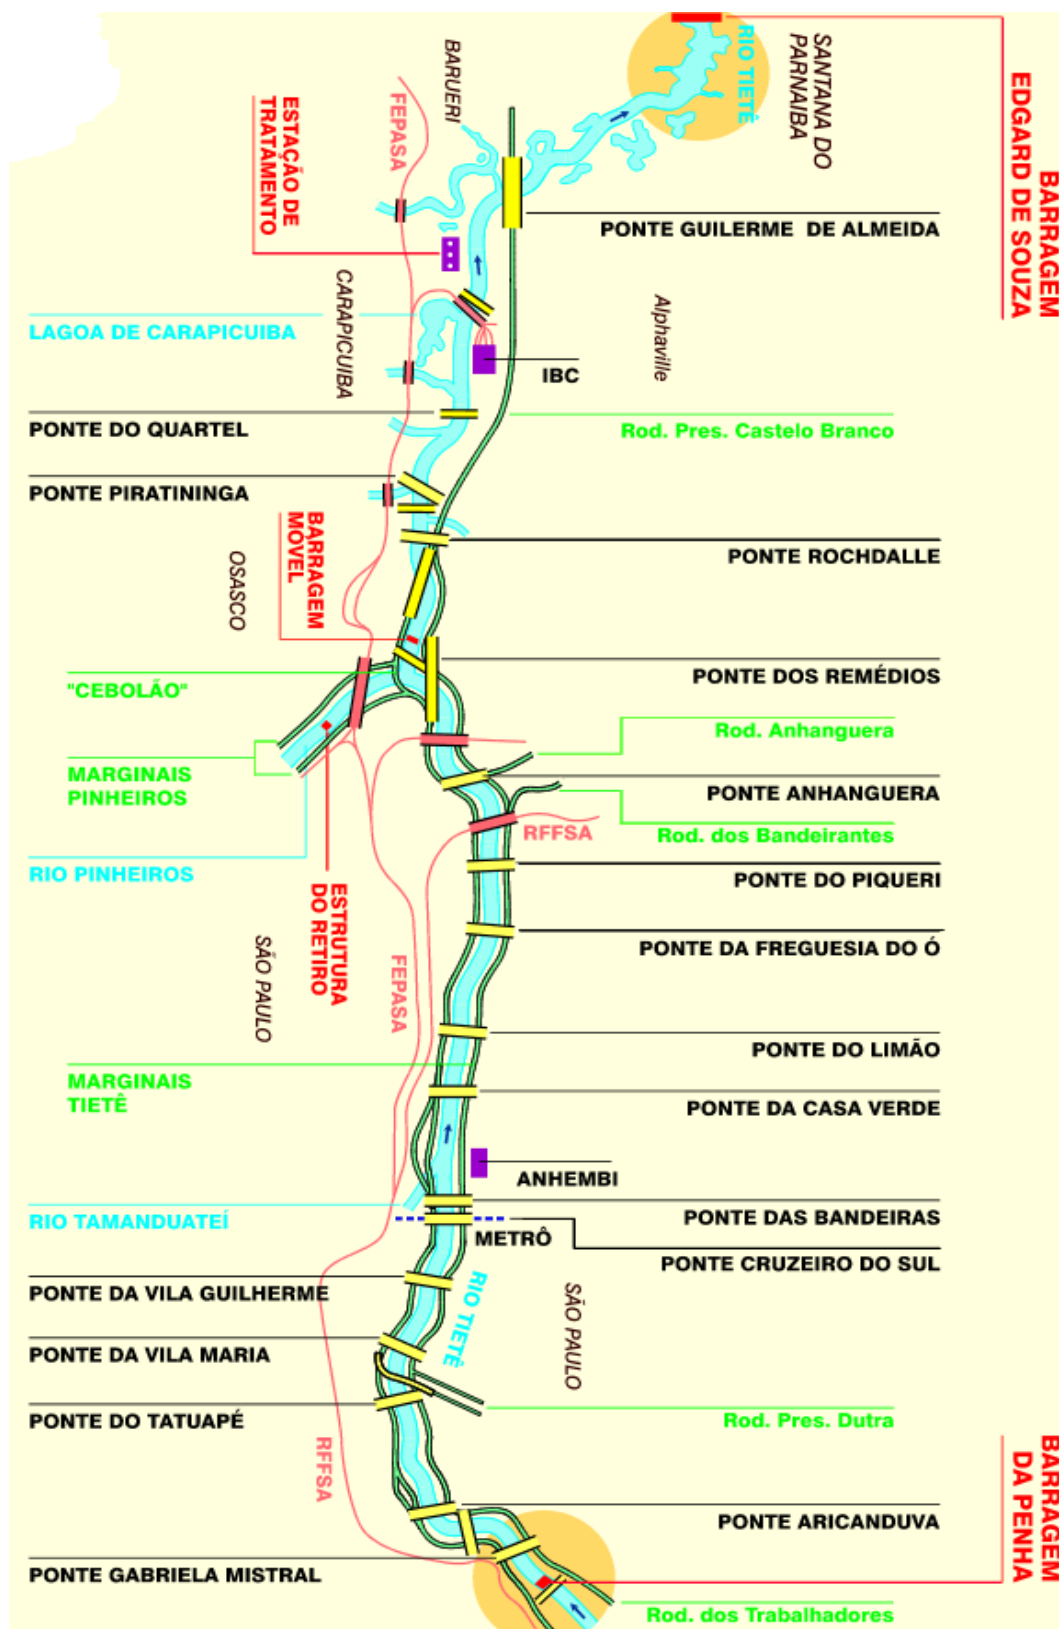 RIO TIETÊ
SANTANA DO
PARNAIBA
BARRAGEM
EDGARD DE SOUZA
BARUERI
FEPASA
ESTAÇÃO DE
TRATAMENTO
PONTE GUILERME DE ALMEIDA
CARAPICUIBA
Alphaville
LAGOA DE CARAPICUIBA
IBC
PONTE DO QUARTEL
Rod. Pres. Castelo Branco
PONTE PIRATININGA
BARRAGEM
MÓVEL
OSASCO
PONTE ROCHDALLE
"CEBOLÃO"
PONTE DOS REMÉDIOS
Rod. Anhanguera
MARGINAIS
PINHEIROS
PONTE ANHANGUERA
RFFSA
Rod. dos Bandeirantes
RIO PINHEIROS
PONTE DO PIQUERI
ESTRUTURA
DO RETIRO
SÃO PAULO
FEPASA
PONTE DA FREGUESIA DO Ó
PONTE DO LIMÃO
MARGINAIS
TIETÊ
PONTE DA CASA VERDE
ANHEMBI
RIO TAMANDUATEÍ
PONTE DAS BANDEIRAS
METRÔ
PONTE CRUZEIRO DO SUL
PONTE DA VILA GUILHERME
RIO TIETÊ
SÃO PAULO
PONTE DA VILA MARIA
PONTE DO TATUAPÉ
Rod. Pres. Dutra
RFFSA
BARRAGEM
DA PENHA
PONTE ARICANDUVA
PONTE GABRIELA MISTRAL
Rod. dos Trabalhadores